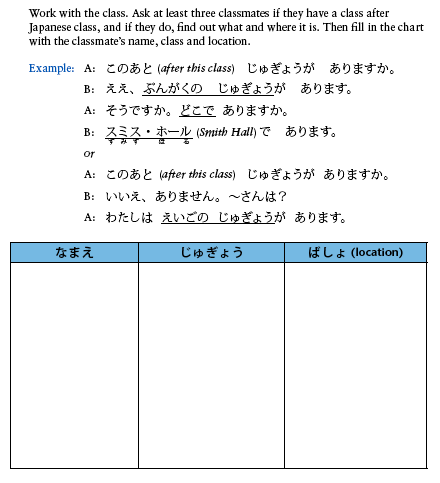 Work with the class. Ask at least three classmates if they have a class after
Japanese class, and if they do, find out what and where it is. Then fill in the chart
with the classmate's name, class and location.
Example: A: このあと (after this class) じゅぎょうが ありますか。
B: ええ、ぶんがくの じゅぎょうが あります。
A: そうですか。どこで ありますか。
B: スミス・ホール (Smith Hall) で あります。
すみす ほ る
or
A: このあと (after this class) じゅぎょうが ありますか。
B: いいえ、ありません。〜さんは?
A: わたしは えいごの じゅぎょうが あります。
なまえ じゅぎょう ばしょ (location)